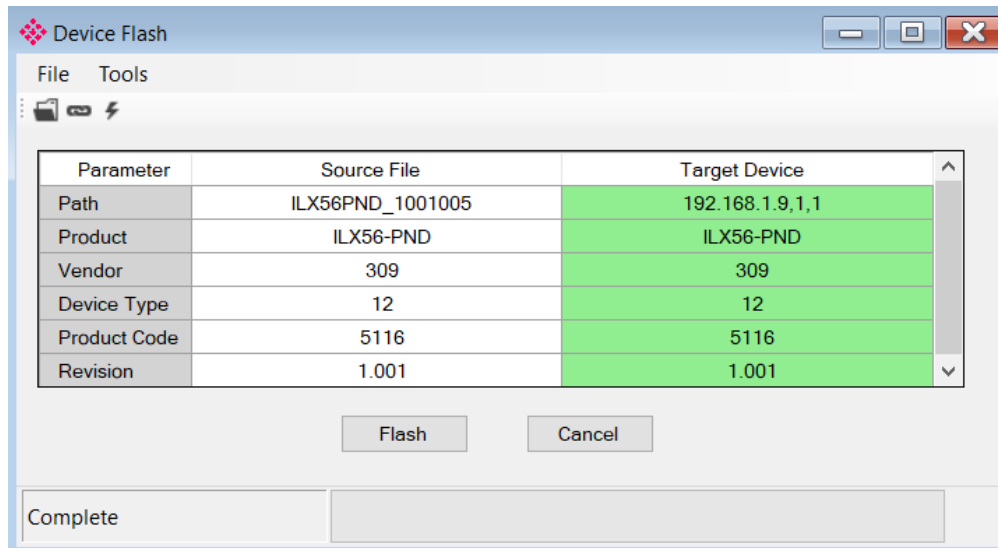 Device Flash
File Tools
Parameter Source File Target Device
Path ILX56PND_1001005 192.168.1.9,1,1
Product ILX56-PND ILX56-PND
Vendor 309 309
Device Type 12 12
Product Code 5116 5116
Revision 1.001 1.001
Flash Cancel
Complete